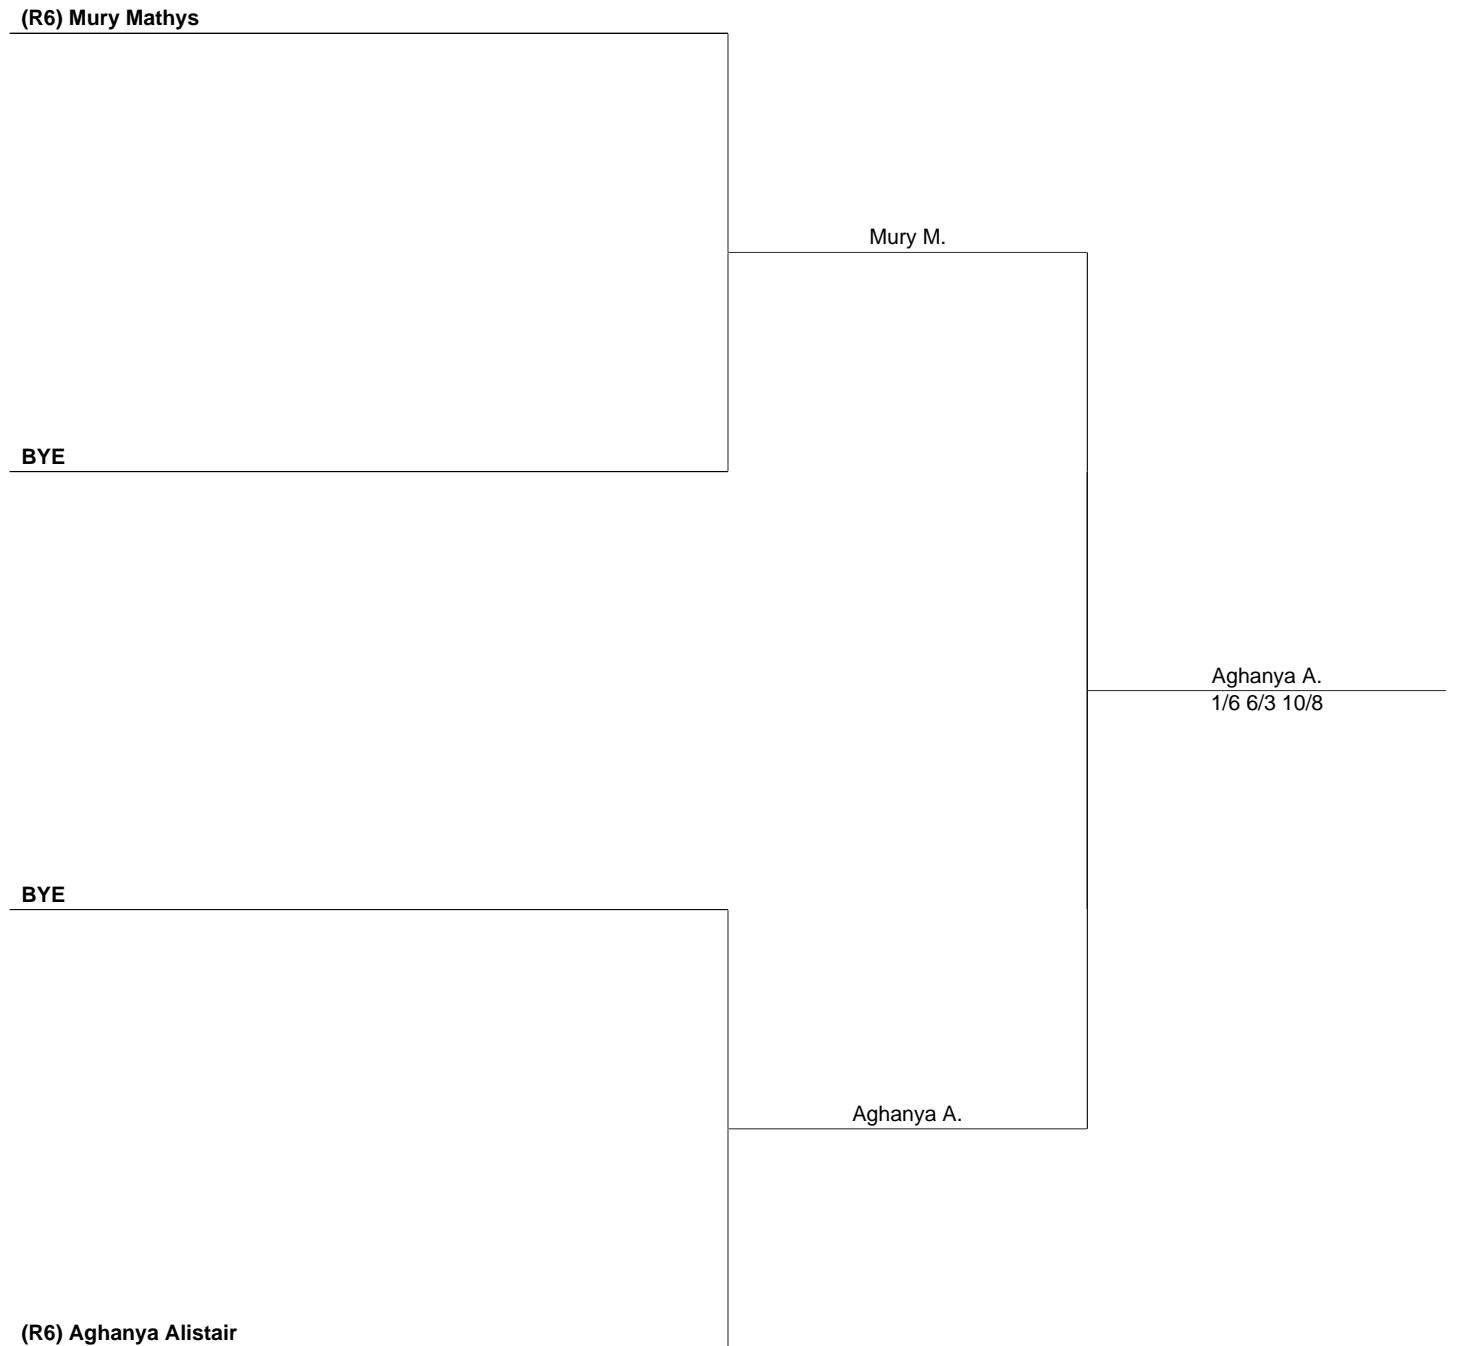 (R6) Mury Mathys
Mury M.
BYE
Aghanya A.
1/6 6/3 10/8
BYE
Aghanya A.
(R6) Aghanya Alistair